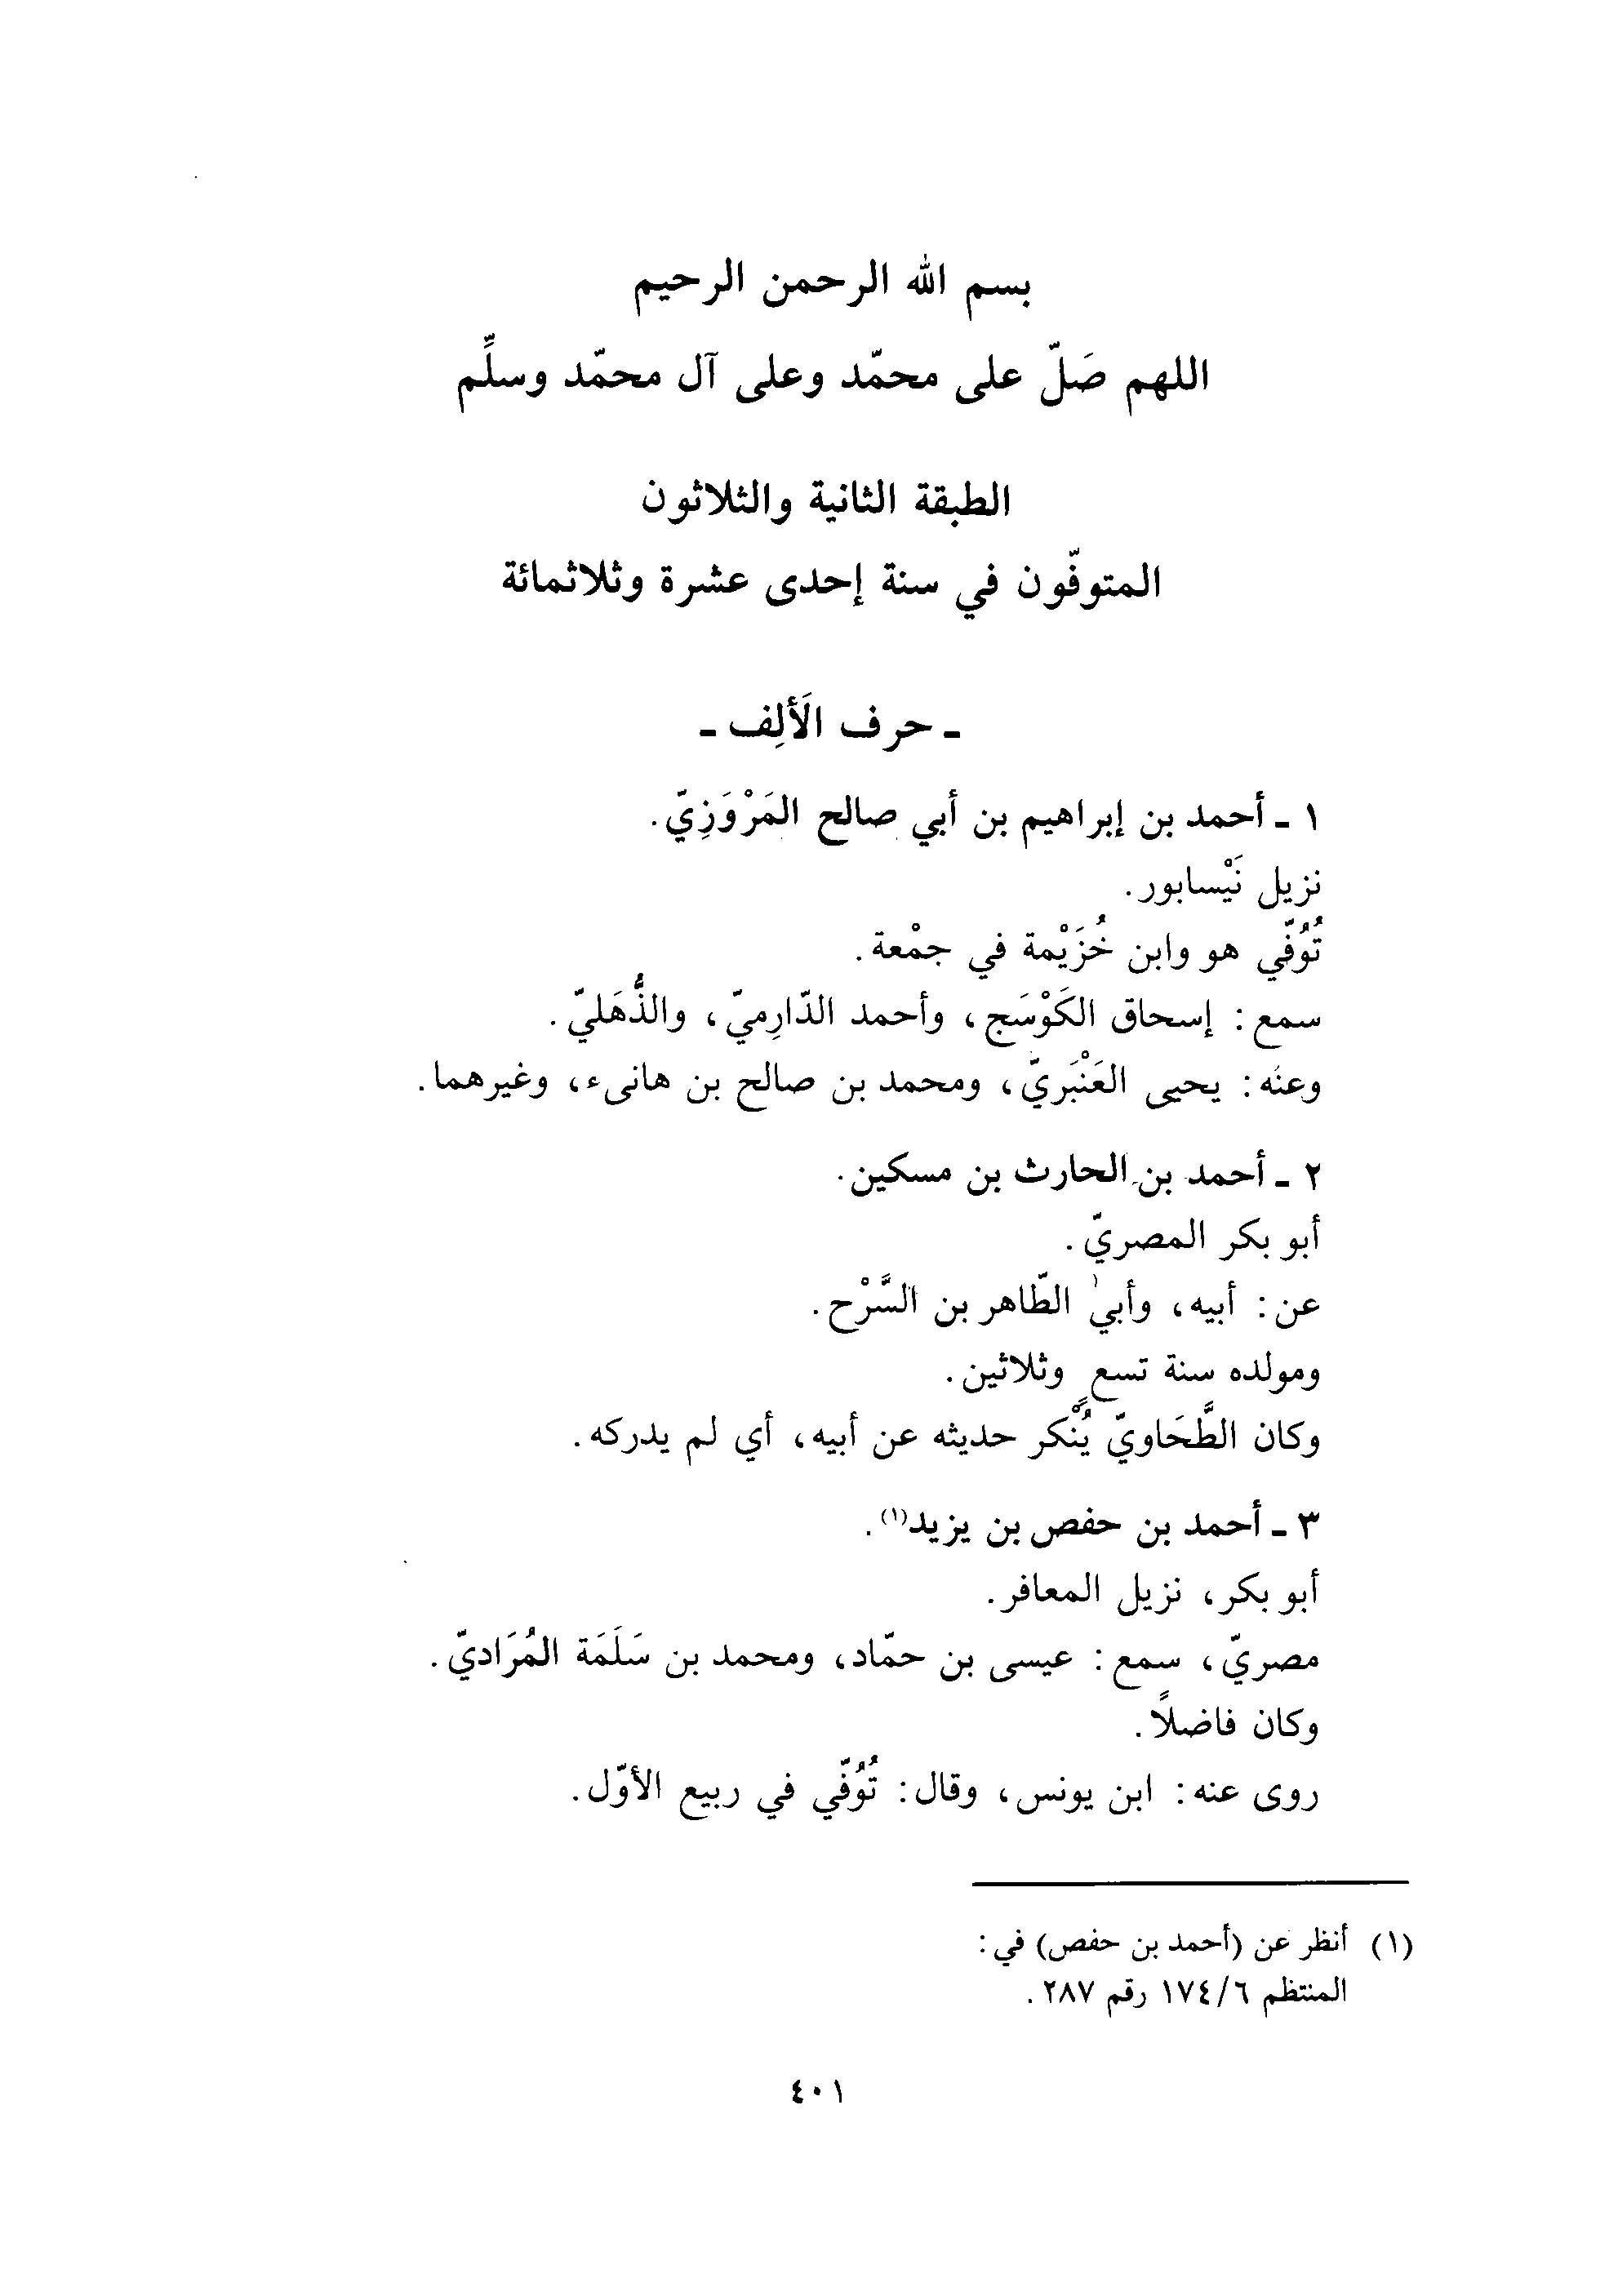 بسم الله الرحمن الرحيم
اللهم صَلّ على محمّد وعلى آل محمّد وسلِّم
الطبقة الثانية والثلاثون
المتوفّون في سنة إحدى عشرة وثلاثمائة
ـ حرف الَألِف ـ
١ ـ أحمد بن إبراهيم بن أبي صالح المَرْوَزِيّ.
نزيل نَيْسابور.
تُوُفّي هو وابن خُزَيْمة في جمْعة.
سمع: إسحاق الكَوْسَج، وأحمد الدّارِميّ، والذُّهَليّ.
وعنه: يحيى العَنْبَريّ، ومحمد بن صالح بن هانىء، وغيرهما.
٢ ـ أحمد بن الحارث بن مسكين.
أبو بكر المصريّ.
عن: أبيه، وأبي الطّاهر بن السَّرْح.
ومولده سنة تسعٍ وثلاثين.
وكان الطَّحَاويّ يُنْكر حديثه عن أبيه، أي لم يدركه.
٣ ـ أحمد بن حفص بن يزيد(١).
أبو بكر، نزيل المعافر.
مصريّ، سمع: عيسى بن حمّاد، ومحمد بن سَلَمَة المُرَاديّ.
وكان فاضلاً.
روى عنه: ابن يونس، وقال: تُوُفّي في ربيع الأوّل.
(١) أنظر عن (أحمد بن حفص) في:
المنتظم ٦/١٧٤ رقم ٢٨٧.
٤٠١